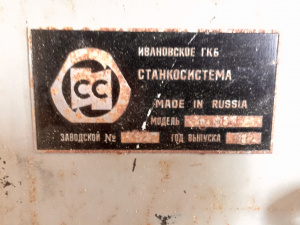 ИВАНОВСКОЕ ГКБ
СТАНКОСИСТЕМА
СС
MADE IN RUSSIA
МОДЕЛЬ
ЗАВОДСКОЙ № ГОД ВЫПУСКА